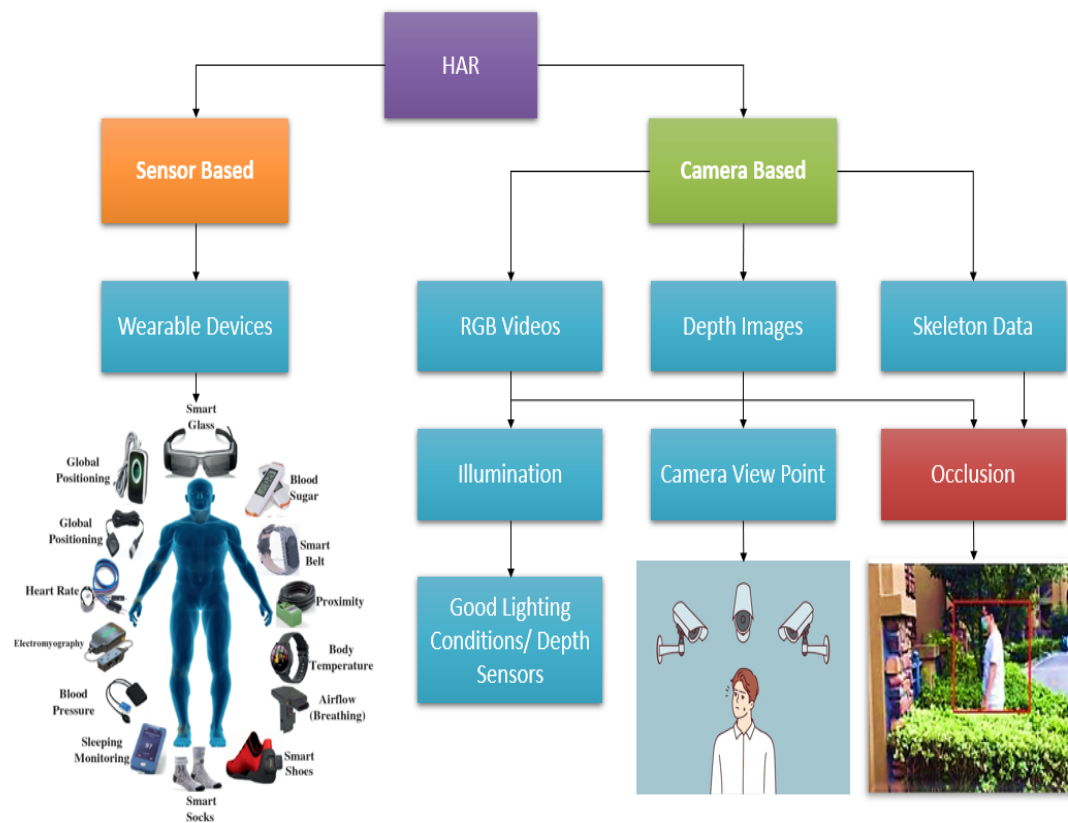 HAR
Sensor Based
Camera Based
Wearable Devices
RGB Videos
Depth Images
Skeleton Data
Smart
Glass
Global
Positioning
Blood
Sugar
Global
Positioning
Smart
Belt
Heart Rate
Proximity
Electromyography
Body
Temperature
Blood
Pressure
Airflow
(Breathing)
Sleeping
Monitoring
Smart
Shoes
Smart
Socks
Illumination
Camera View Point
Occlusion
Good Lighting
Conditions/ Depth
Sensors